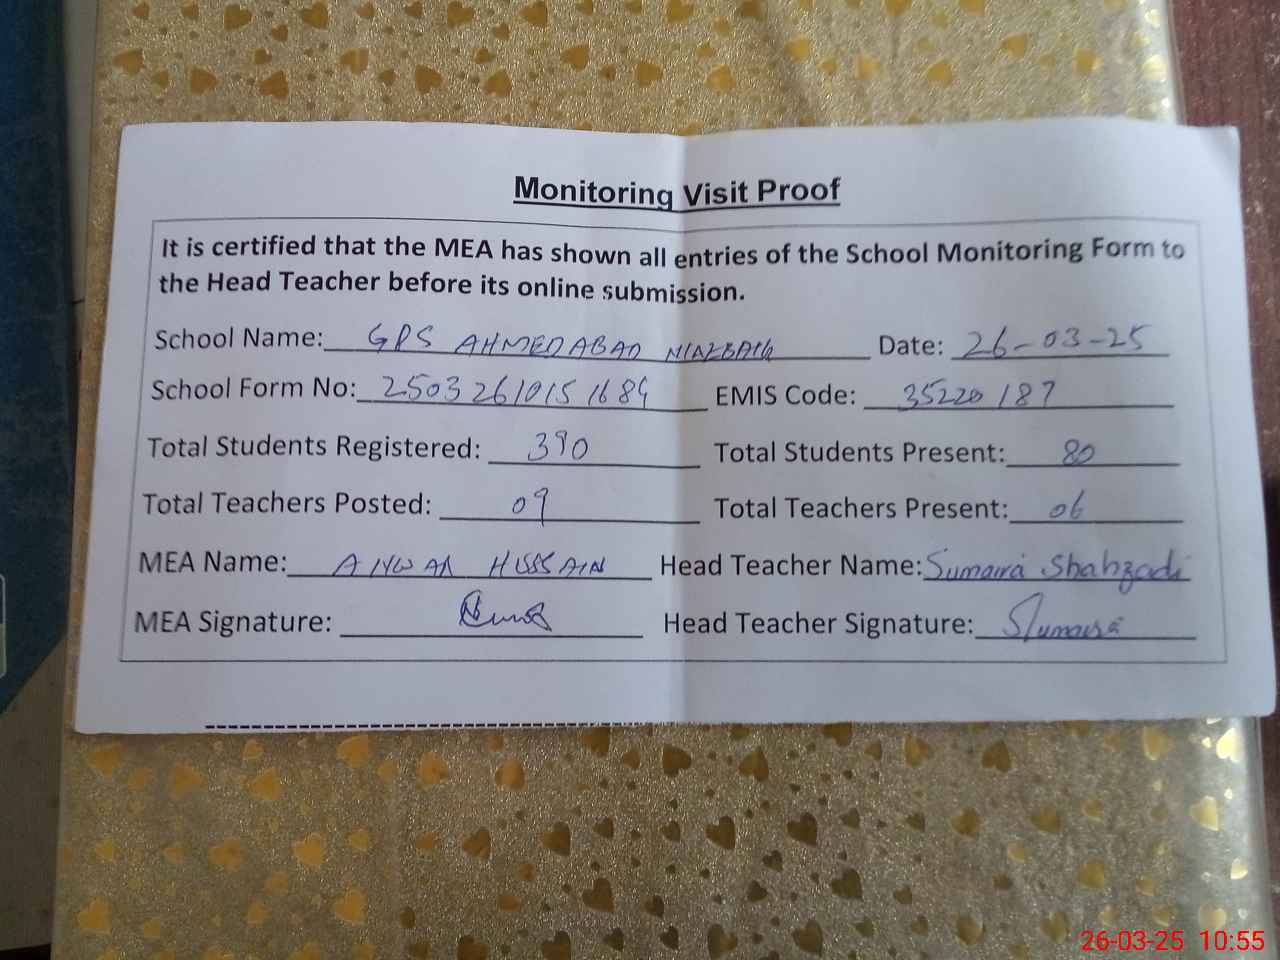 Monitoring Visit Proof
It is certified that the MEA has shown all entries of the School Monitoring Form to
the Head Teacher before its online submission.
School Name: GPS AHMEDABAD NIAZBAIG Date: 26-03-25
School Form No: 2503261015 1684 EMIS Code: 35220187
Total Students Registered: 390 Total Students Present: 80
Total Teachers Posted: 09 Total Teachers Present: 06
MEA Name: ANWAR HUSSAIN Head Teacher Name: Sumaira Shahzadi
MEA Signature: Head Teacher Signature: Sumaira
26-03-25 10:55